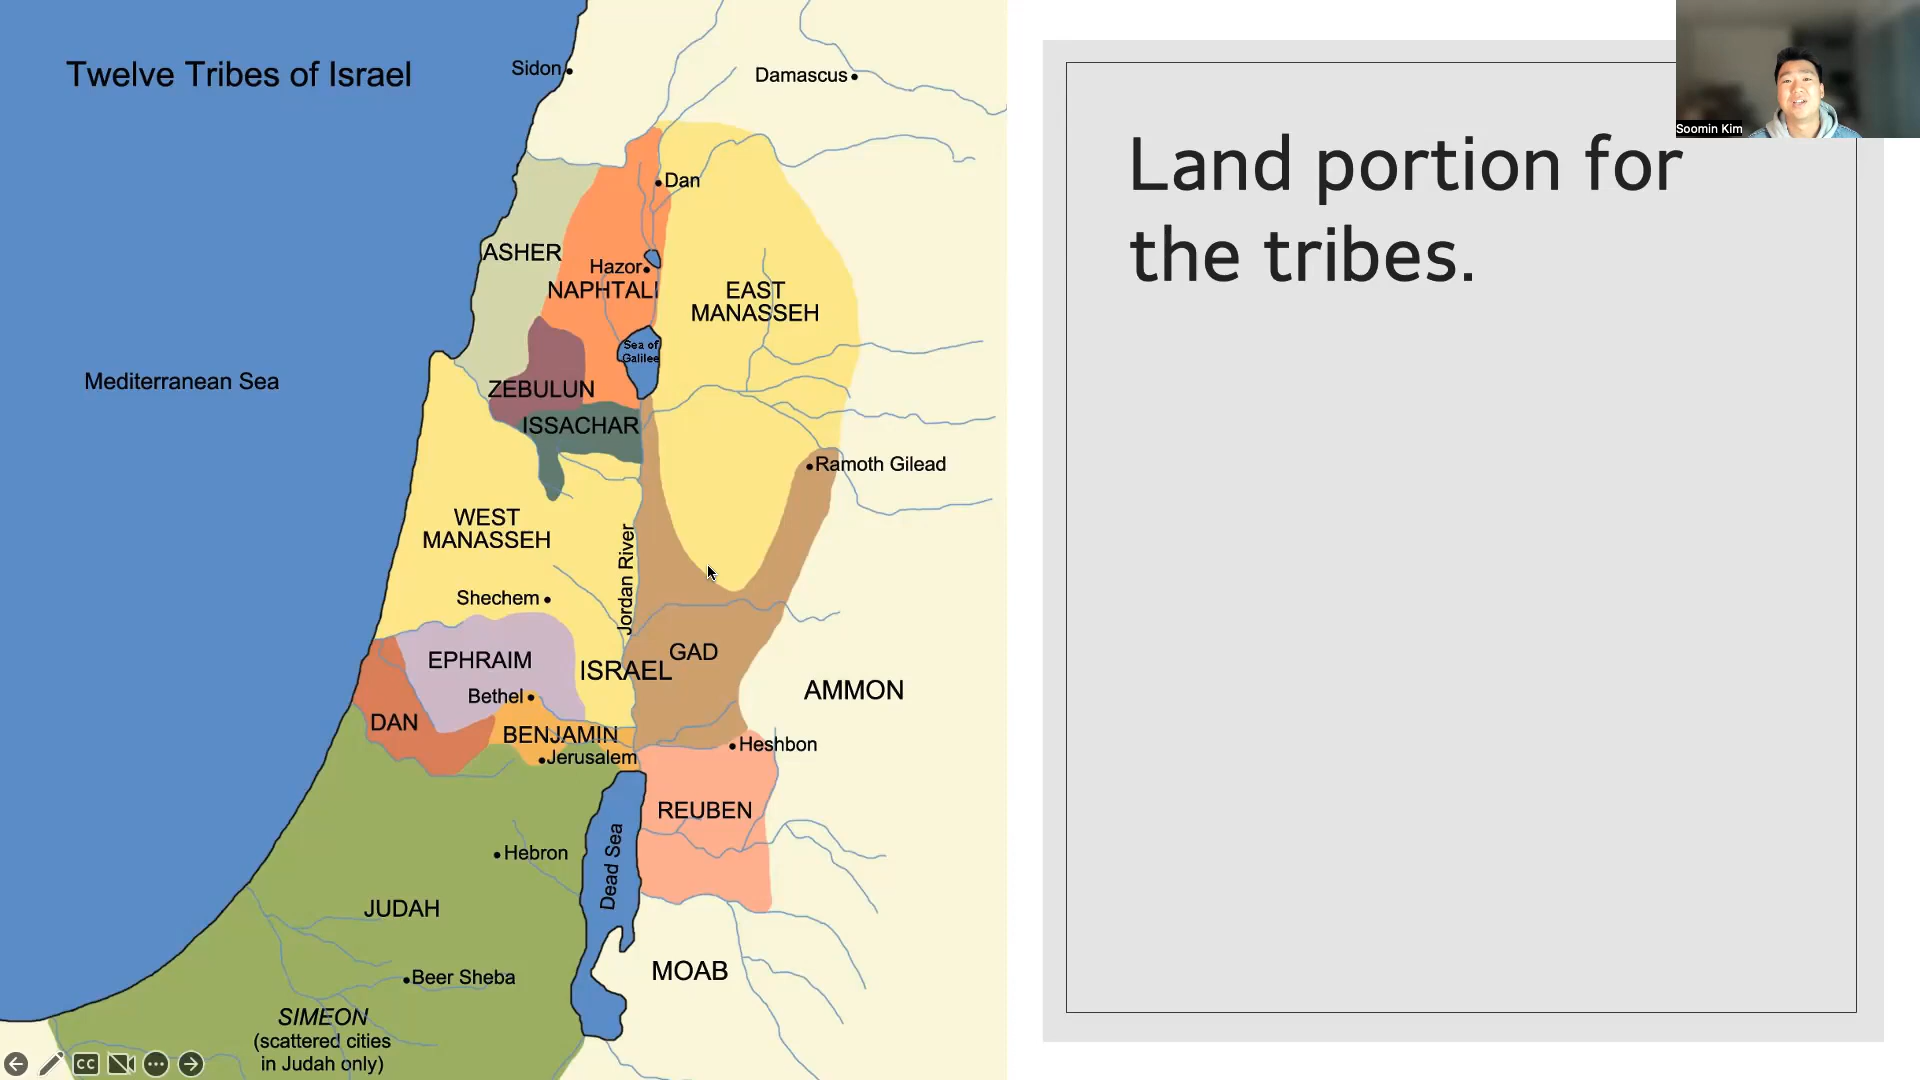 Twelve Tribes of Israel
Sidon
Damascus
Dan
ASHER
Hazor
NAPHTALI
EAST
MANASSEH
Sea of
Galilee
Mediterranean Sea
ZEBULUN
ISSACHAR
Ramoth Gilead
WEST
MANASSEH
Jordan River
Shechem
EPHRAIM
ISRAEL
GAD
Bethel
AMMON
DAN
BENJAMIN
Jerusalem
Heshbon
REUBEN
Dead Sea
Hebron
JUDAH
MOAB
Beer Sheba
SIMEON
(scattered cities
in Judah only)
CC
Land portion for
the tribes.
Soomin Kim